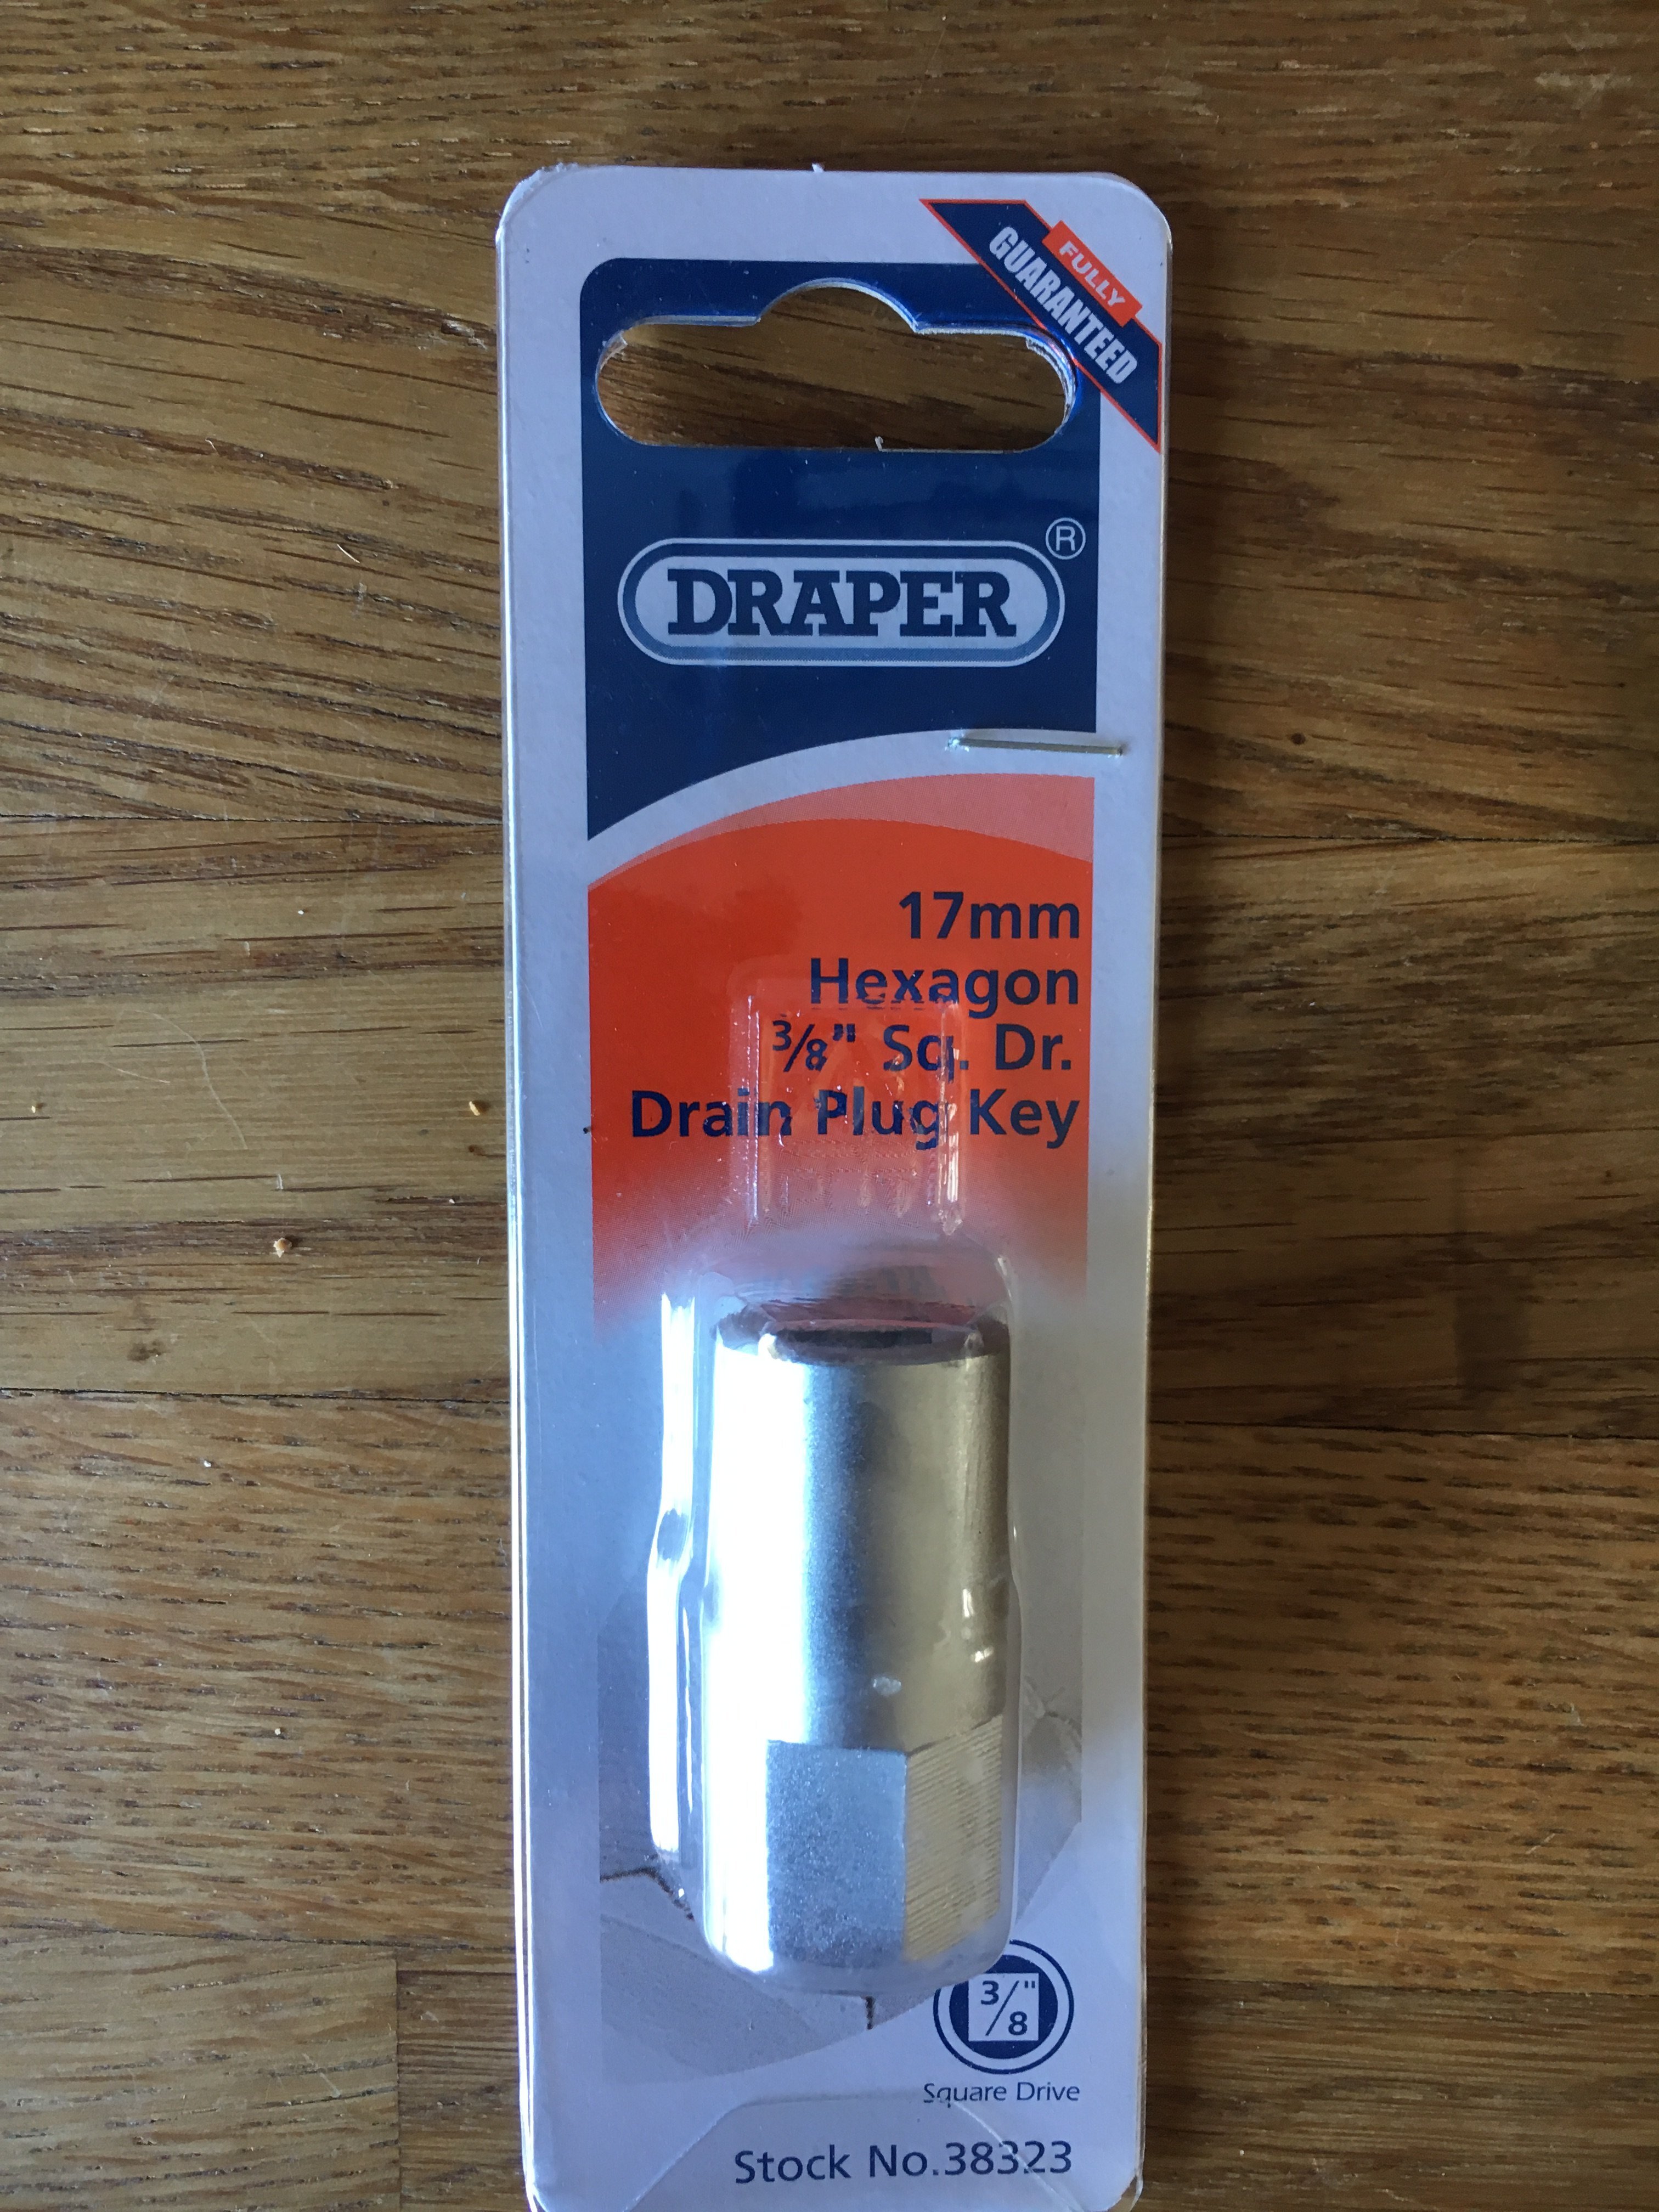 FULLY
GUARANTEED
DRAPER®
17mm
Hexagon
3/8" Sq. Dr.
Drain Plug Key
3/8"
Square Drive
Stock No.38323